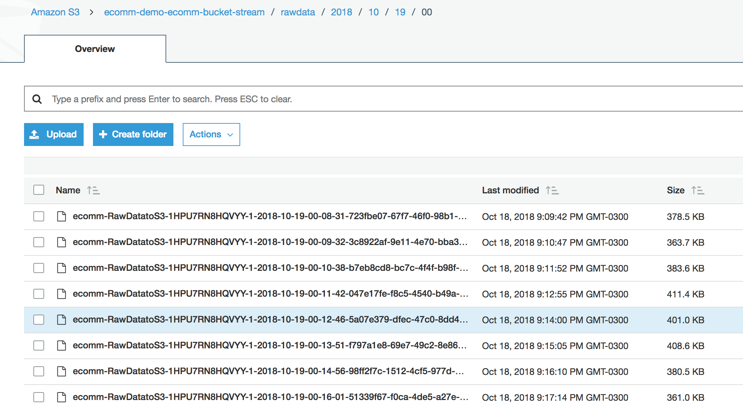 Amazon S3 > ecomm-demo-ecomm-bucket-stream / rawdata / 2018 / 10 / 19 / 00
Overview
Type a prefix and press Enter to search. Press ESC to clear.
Upload + Create folder Actions
Name Last modified Size
ecomm-RawDatatoS3-1HPU7RN8HQVYY-1-2018-10-19-00-08-31-723fbe07-67f7-46f0-98b1-... Oct 18, 2018 9:09:42 PM GMT-0300 378.5 KB
ecomm-RawDatatoS3-1HPU7RN8HQVYY-1-2018-10-19-00-09-32-3c8922af-9e11-4e70-bba3... Oct 18, 2018 9:10:47 PM GMT-0300 363.7 KB
ecomm-RawDatatoS3-1HPU7RN8HQVYY-1-2018-10-19-00-10-38-b7eb8cd8-bc7c-4f4f-b98f-... Oct 18, 2018 9:11:52 PM GMT-0300 383.6 KB
ecomm-RawDatatoS3-1HPU7RN8HQVYY-1-2018-10-19-00-11-42-047e17fe-f8c5-4540-b49a-... Oct 18, 2018 9:12:55 PM GMT-0300 411.4 KB
ecomm-RawDatatoS3-1HPU7RN8HQVYY-1-2018-10-19-00-12-46-5a07e379-dfec-47c0-8dd4... Oct 18, 2018 9:14:00 PM GMT-0300 401.0 KB
ecomm-RawDatatoS3-1HPU7RN8HQVYY-1-2018-10-19-00-13-51-f797a1e8-69e7-49c2-8e86... Oct 18, 2018 9:15:05 PM GMT-0300 408.6 KB
ecomm-RawDatatoS3-1HPU7RN8HQVYY-1-2018-10-19-00-14-56-98ff2f7c-1512-4cf5-977d-... Oct 18, 2018 9:16:10 PM GMT-0300 380.5 KB
ecomm-RawDatatoS3-1HPU7RN8HQVYY-1-2018-10-19-00-16-01-51339f67-f0ca-4de5-a27e-... Oct 18, 2018 9:17:14 PM GMT-0300 361.0 KB